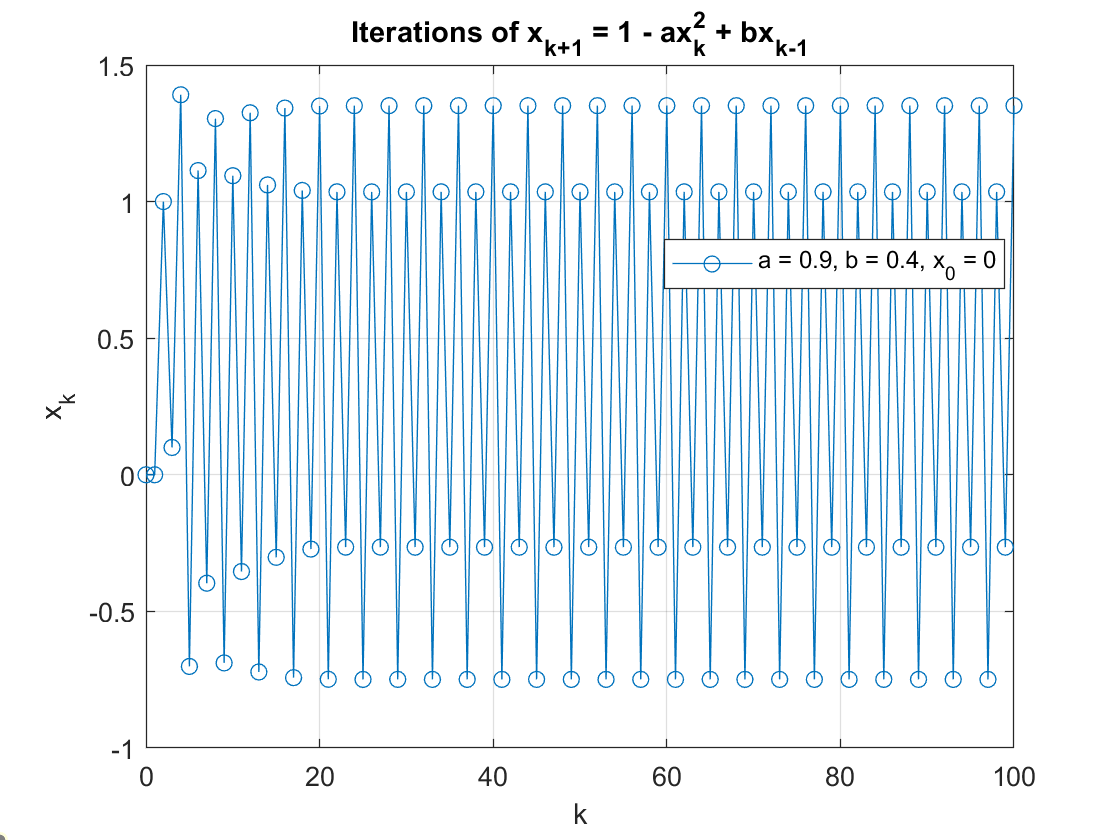 Iterations of x_{k+1} = 1 - ax_k^2 + bx_{k-1}
1.5
1
0.5
0
-0.5
-1
x_k
a = 0.9, b = 0.4, x_0 = 0
0 20 40 60 80 100
k